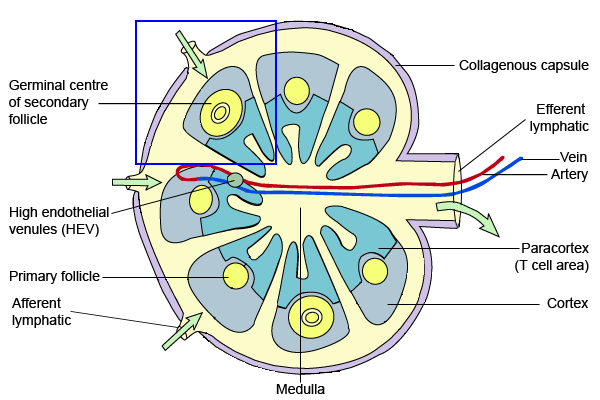 Germinal centre
of secondary
follicle
High endothelial
venules (HEV)
Primary follicle
Afferent
lymphatic
Medulla
Collagenous capsule
Efferent
lymphatic
Vein
Artery
Paracortex
(T cell area)
Cortex